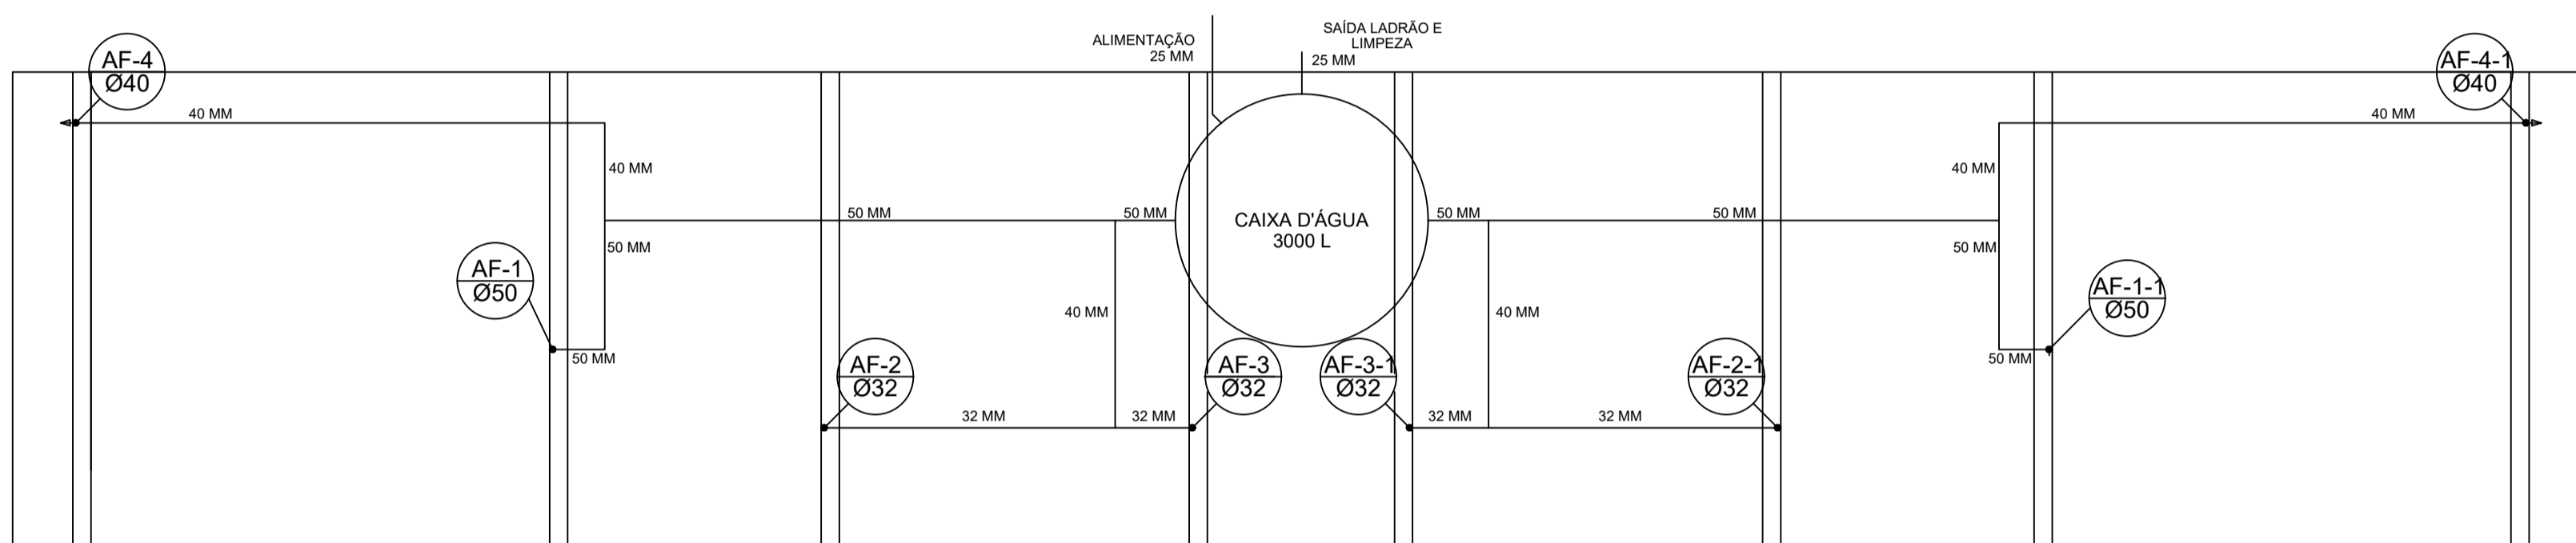 SAÍDA LADRÃO E
LIMPEZA
ALIMENTAÇÃO
25 MM
25 MM
AF-4
Ø40
AF-4-1
Ø40
40 MM
40 MM
40 MM
40 MM
50 MM
50 MM
CAIXA D'ÁGUA
3000 L
50 MM
50 MM
50 MM
50 MM
AF-1
Ø50
AF-1-1
Ø50
40 MM
40 MM
50 MM
50 MM
AF-2
Ø32
AF-3
Ø32
AF-3-1
Ø32
AF-2-1
Ø32
32 MM
32 MM
32 MM
32 MM